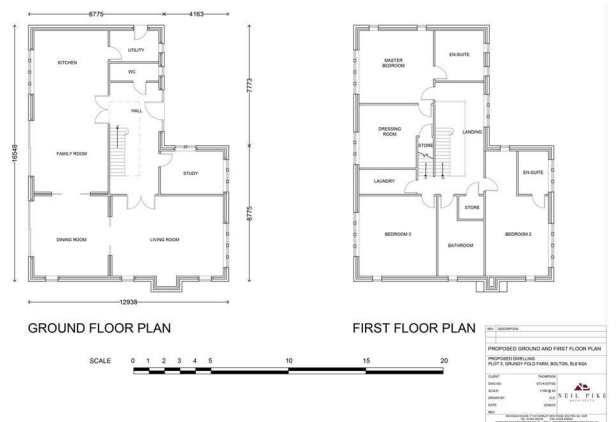 8775
4163
KITCHEN
UTILITY
WC
HALL
FAMILY ROOM
STUDY
DINING ROOM
LIVING ROOM
16548
7773
8775
12938
MASTER
BEDROOM
EN-SUITE
DRESSING
ROOM
STORE
LANDING
LAUNDRY
EN-SUITE
STORE
BEDROOM 3
BATHROOM
BEDROOM 2
GROUND FLOOR PLAN
FIRST FLOOR PLAN
SCALE 0 1 2 3 4 5 10 15 20
REV DESCRIPTION
PROPOSED GROUND AND FIRST FLOOR PLAN
PROPOSED DWELLING
PLOT 5, GRUNDY FOLD FARM, BOLTON, BL6 6QA
CLIENT THOMPSON
DWG NO
SCALE
DRAWN BY
DATE
REV
NEIL PIKE
ARCHITECTS